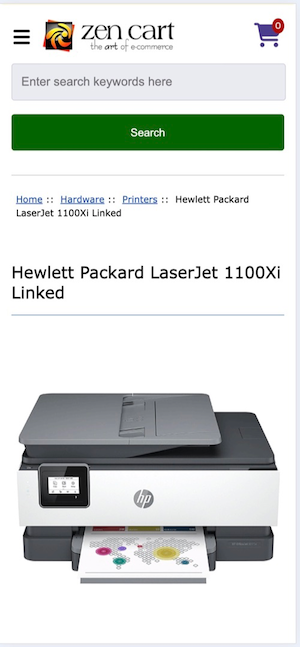 zen cart
the art of e-commerce
0
Enter search keywords here
Search
Home :: Hardware :: Printers :: Hewlett Packard
LaserJet 1100Xi Linked
Hewlett Packard LaserJet 1100Xi
Linked
hp